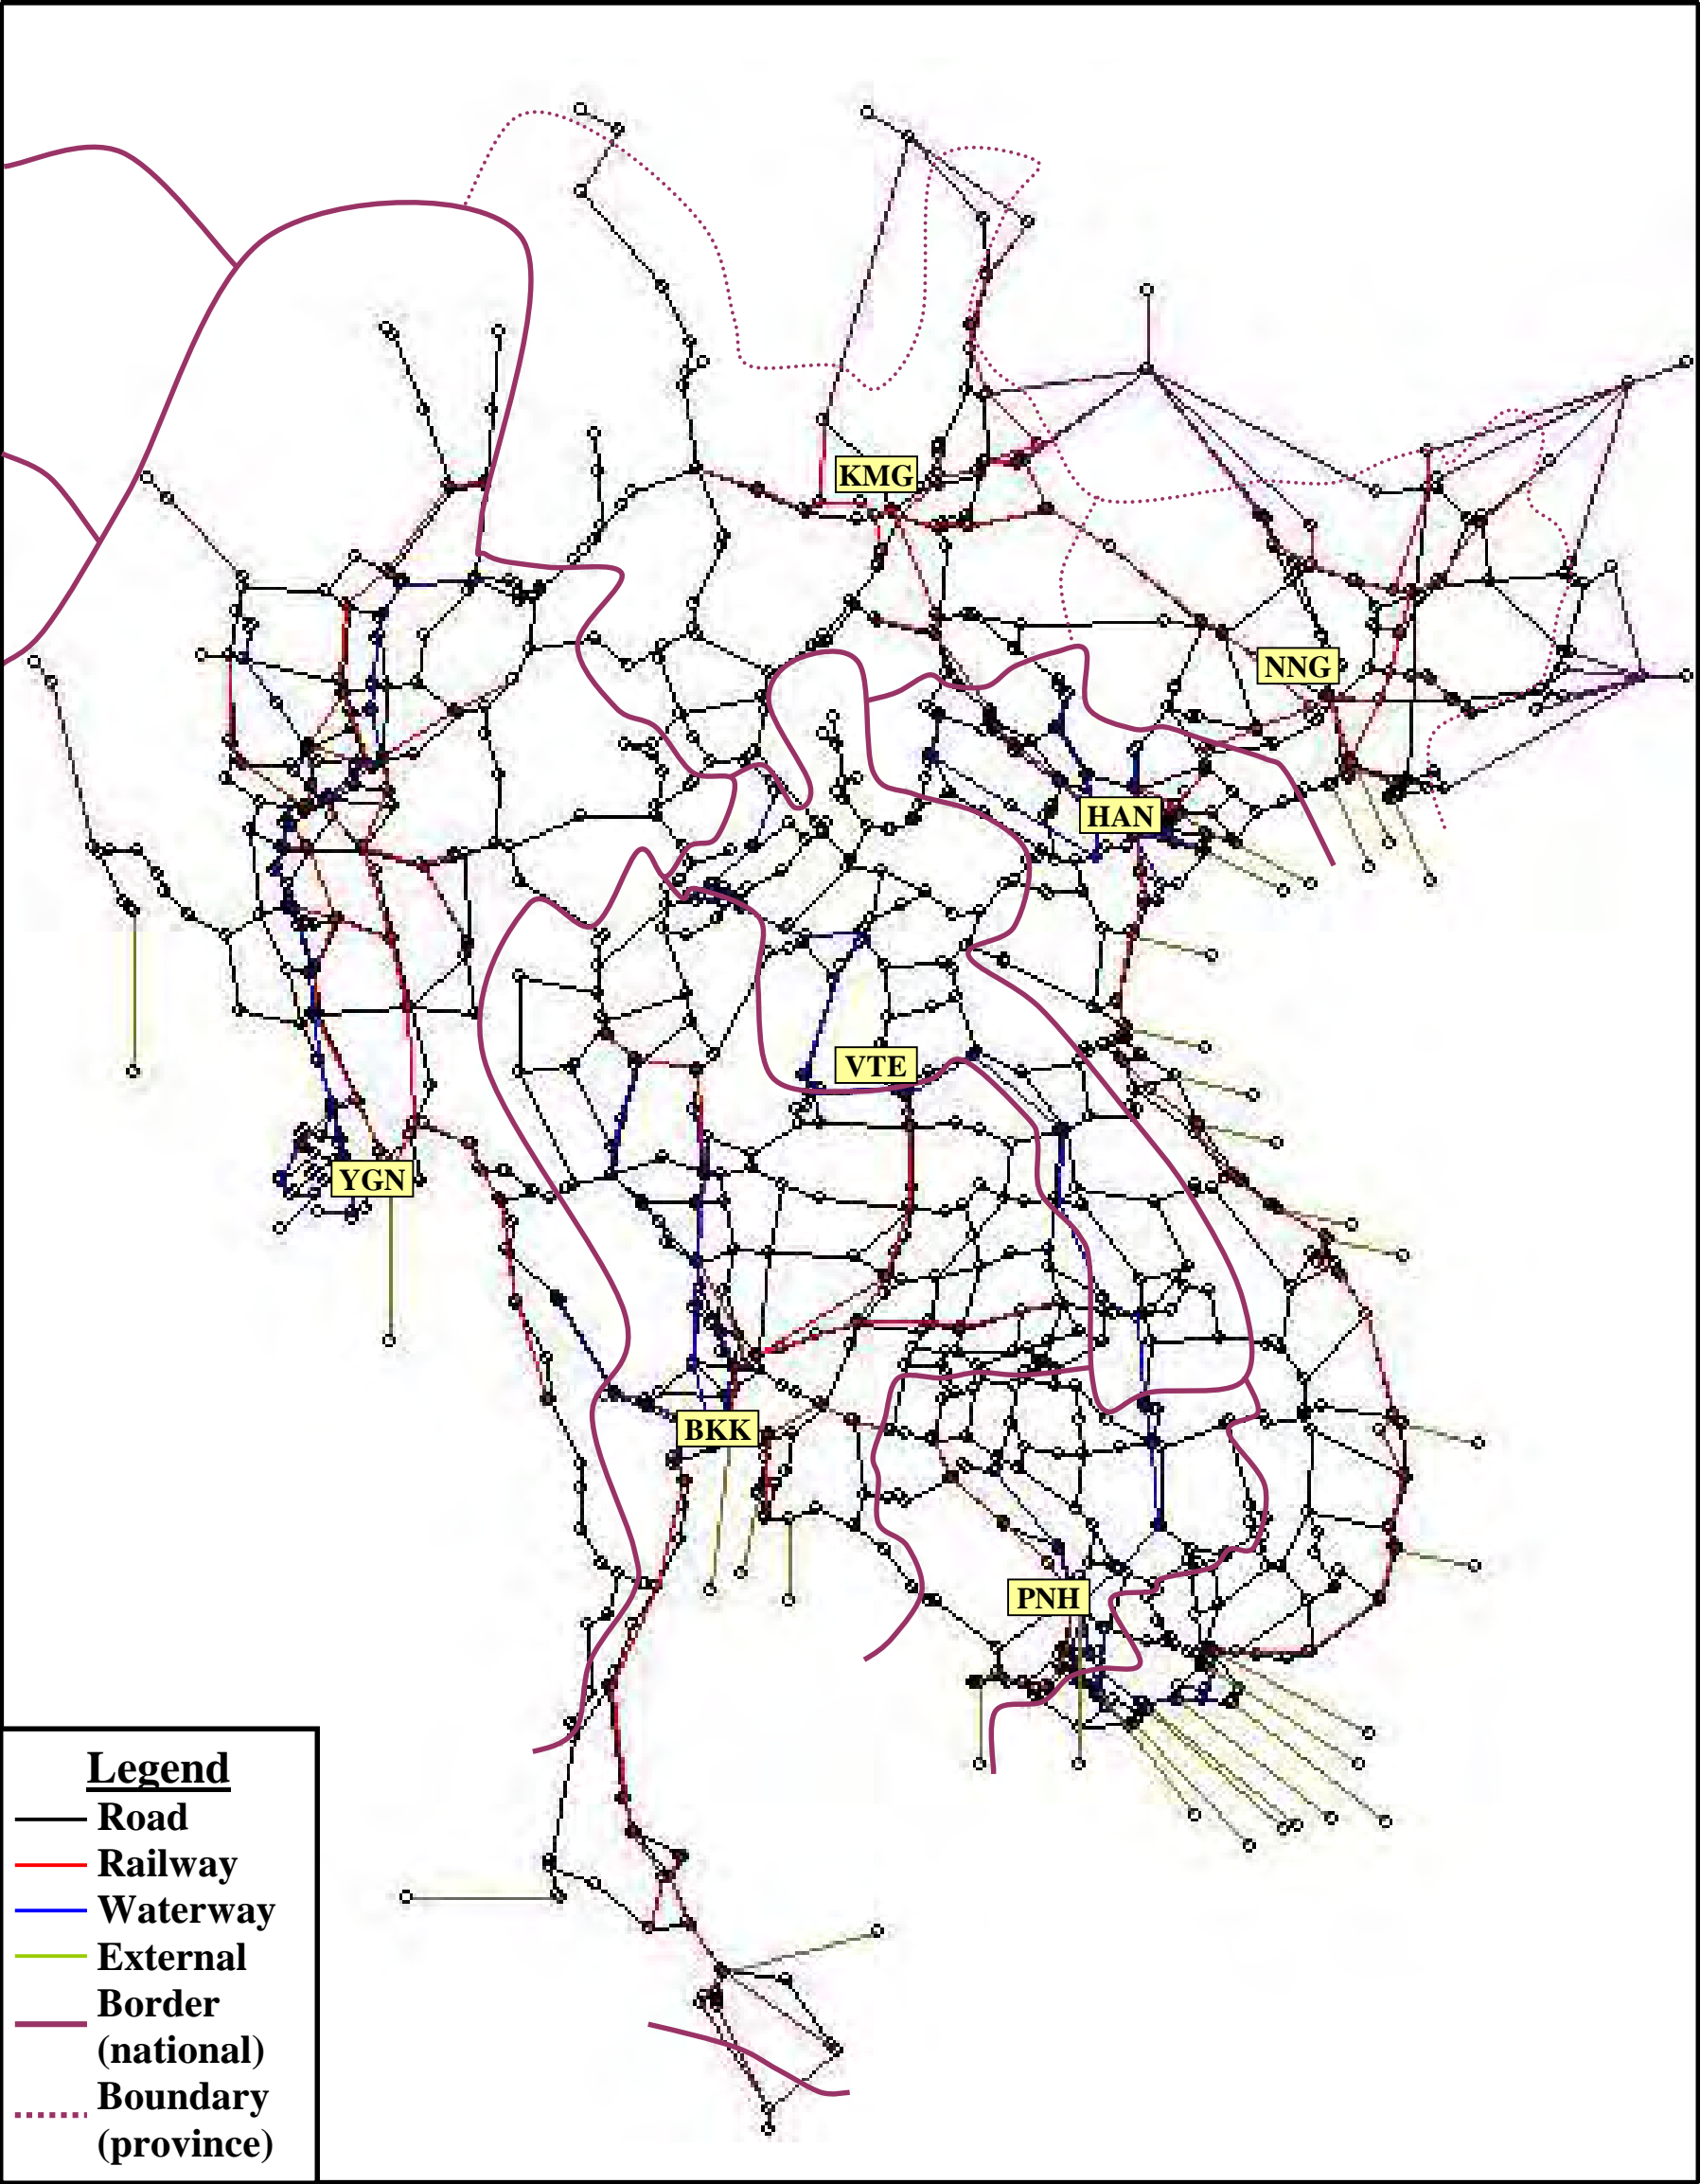 KMG
NNG
HAN
VTE
YGN
BKK
PNH
Legend
Road
Railway
Waterway
External
Border
(national)
Boundary
(province)